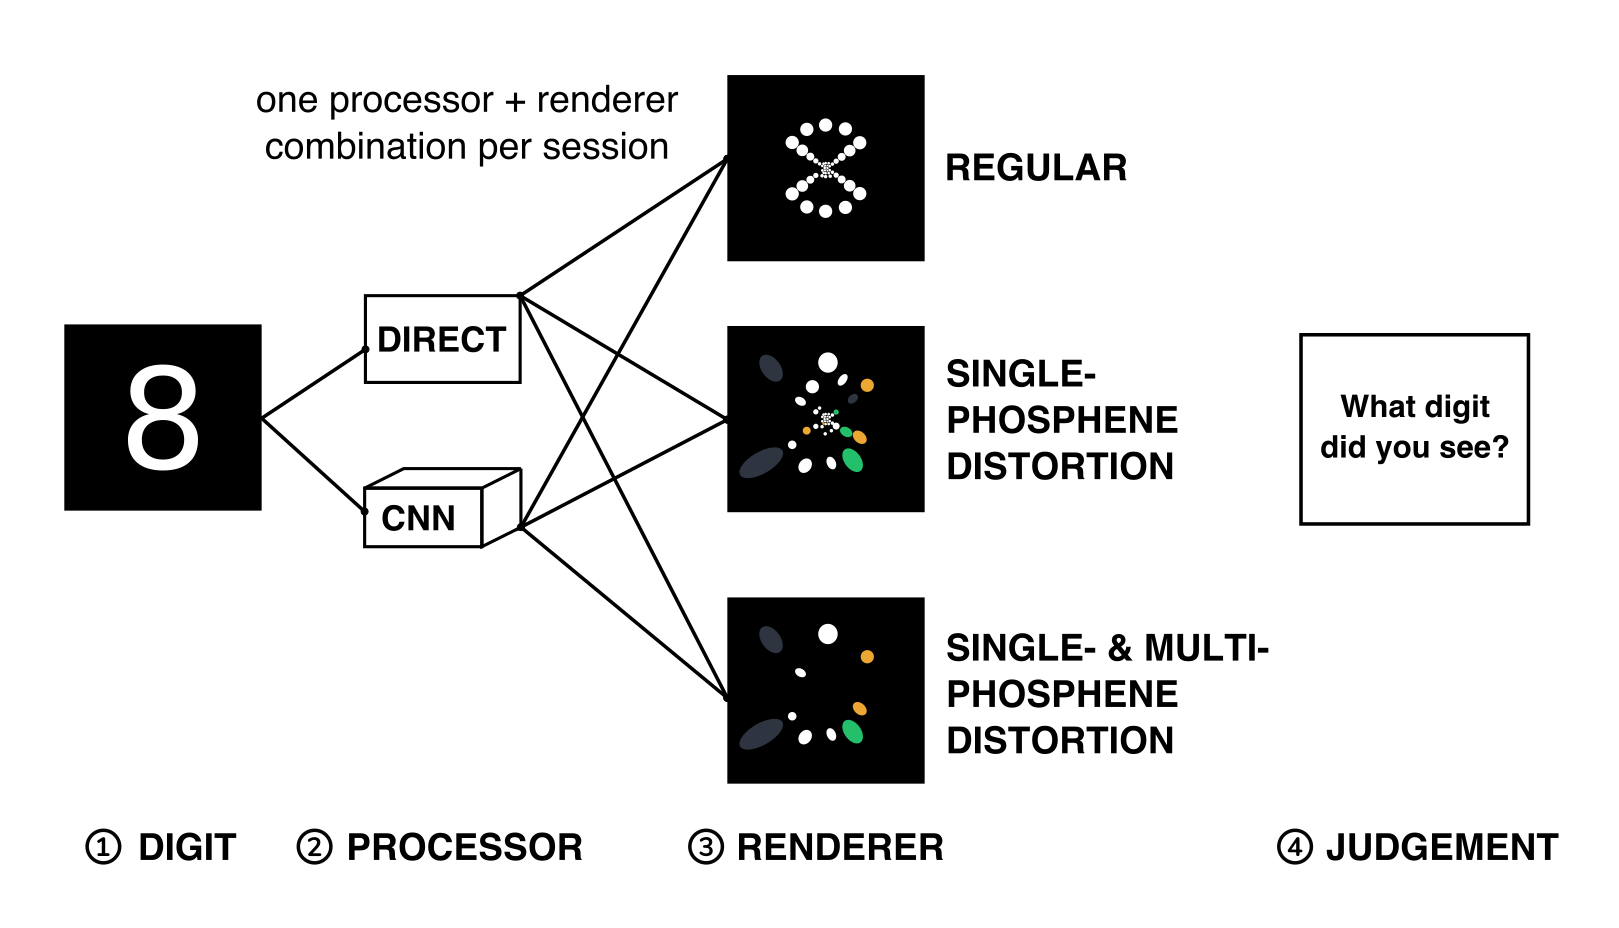 one processor + renderer
combination per session
REGULAR
DIRECT
8
SINGLE-
PHOSPHENE
DISTORTION
What digit
did you see?
CNN
SINGLE- & MULTI-
PHOSPHENE
DISTORTION
① DIGIT
② PROCESSOR
③ RENDERER
④ JUDGEMENT